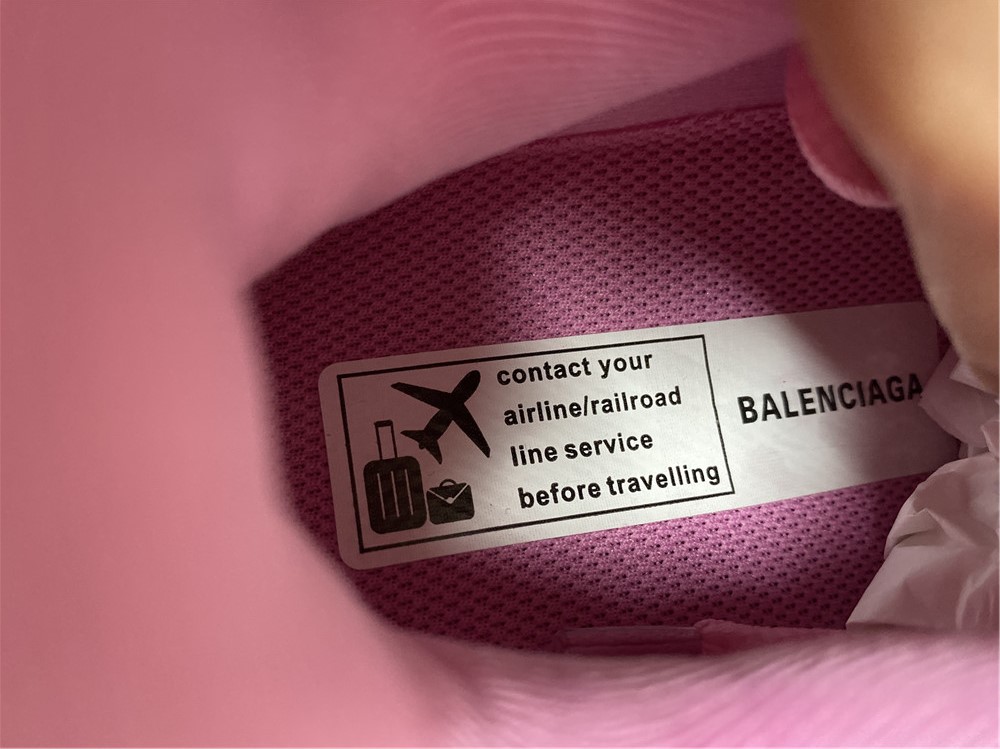 contact your
airline/railroad
line service
before travelling
BALENCIAGA